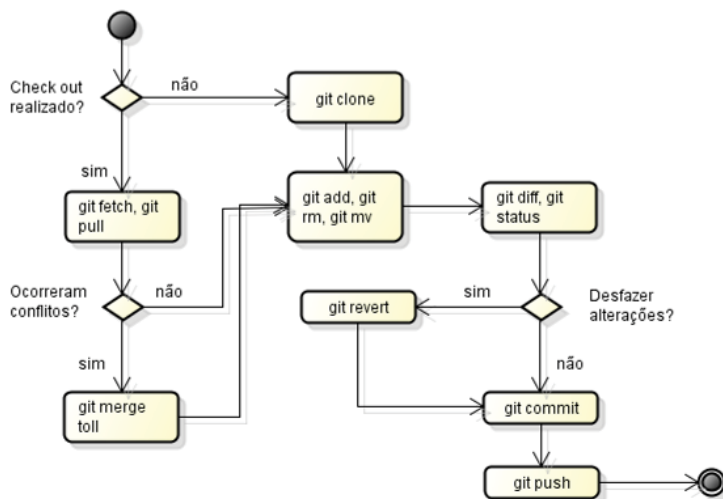 Check out
realizado?
não
git clone
sim
git fetch, git
pull
git add, git
rm, git mv
git diff, git
status
Ocorreram
conflitos?
não
sim
git merge
toll
git revert
sim
Desfazer
alterações?
não
git commit
git push